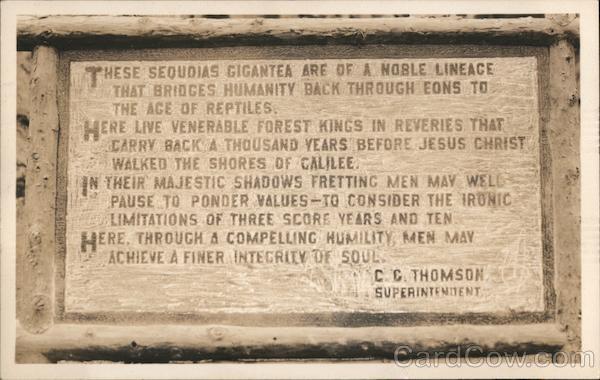 THESE SEQUOIAS GIGANTEA ARE OF A NOBLE LINEAGE
THAT BRIDGES HUMANITY BACK THROUGH EONS TO
THE AGE OF REPTILES.
HERE LIVE VENERABLE FOREST KINGS IN REVERIES THAT
CARRY BACK A THOUSAND YEARS BEFORE JESUS CHRIST
WALKED THE SHORES OF GALILEE.
IN THEIR MAJESTIC SHADOWS FRETTING MEN MAY WELL
PAUSE TO PONDER VALUES—TO CONSIDER THE IRONIC
LIMITATIONS OF THREE SCORE YEARS AND TEN
HERE, THROUGH A COMPELLING HUMILITY, MEN MAY
ACHIEVE A FINER INTEGRITY OF SOUL.
C. G. THOMSON
SUPERINTENDENT
CardCow.com